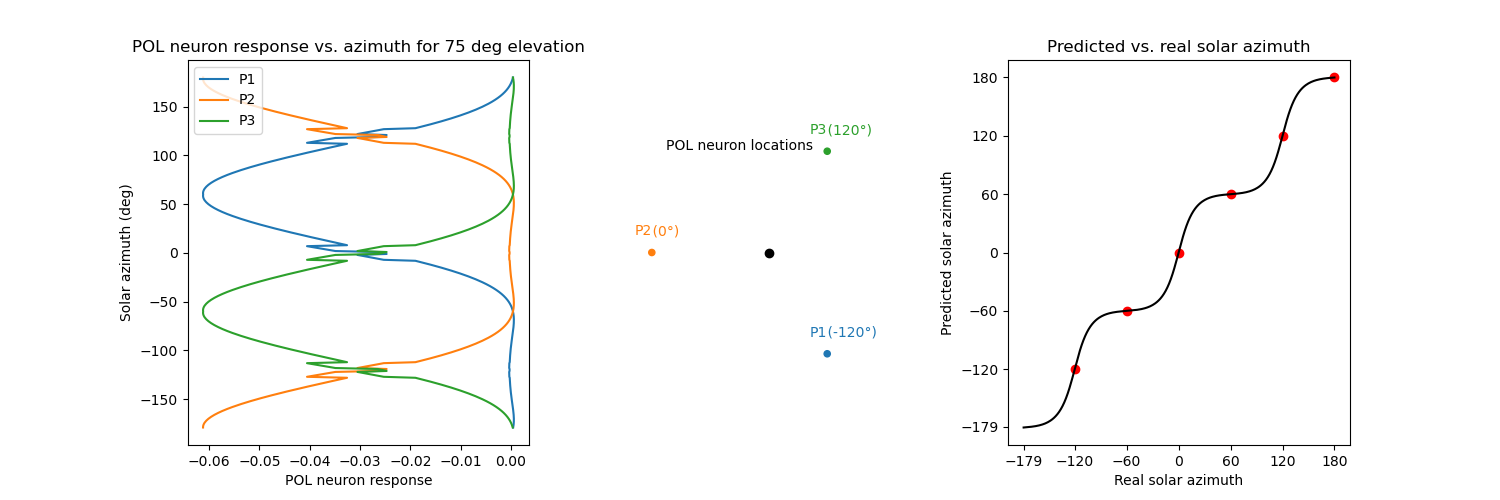 POL neuron response vs. azimuth for 75 deg elevation
P1
P2
P3
150
100
50
0
−50
−100
−150
Solar azimuth (deg)
−0.06 −0.05 −0.04 −0.03 −0.02 −0.01 0.00
POL neuron response
P3(120°)
POL neuron locations
P2(0°)
P1(-120°)
Predicted vs. real solar azimuth
180
120
60
0
−60
−120
−179
Predicted solar azimuth
−179 −120 −60 0 60 120 180
Real solar azimuth